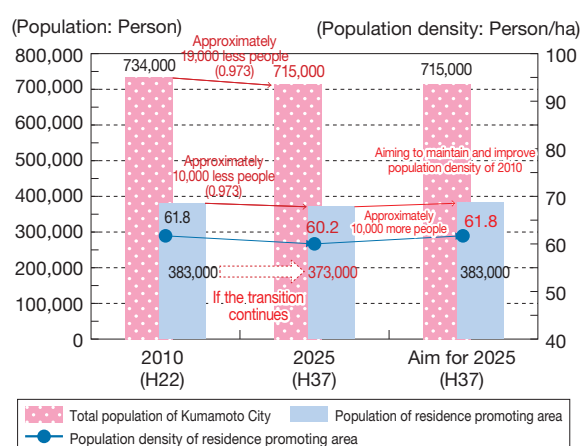 (Population: Person)
(Population density: Person/ha)
800,000
700,000
600,000
500,000
400,000
300,000
200,000
100,000
0
100
90
80
70
60
50
40
Approximately
19,000 less people
(0.973)
734,000
715,000
715,000
Approximately
10,000 less people
(0.973)
Aiming to maintain and improve
population density of 2010
61.8
60.2
Approximately
10,000 more people
61.8
383,000
373,000
383,000
If the transition
continues
2010
(H22)
2025
(H37)
Aim for 2025
(H37)
Total population of Kumamoto City
Population of residence promoting area
Population density of residence promoting area